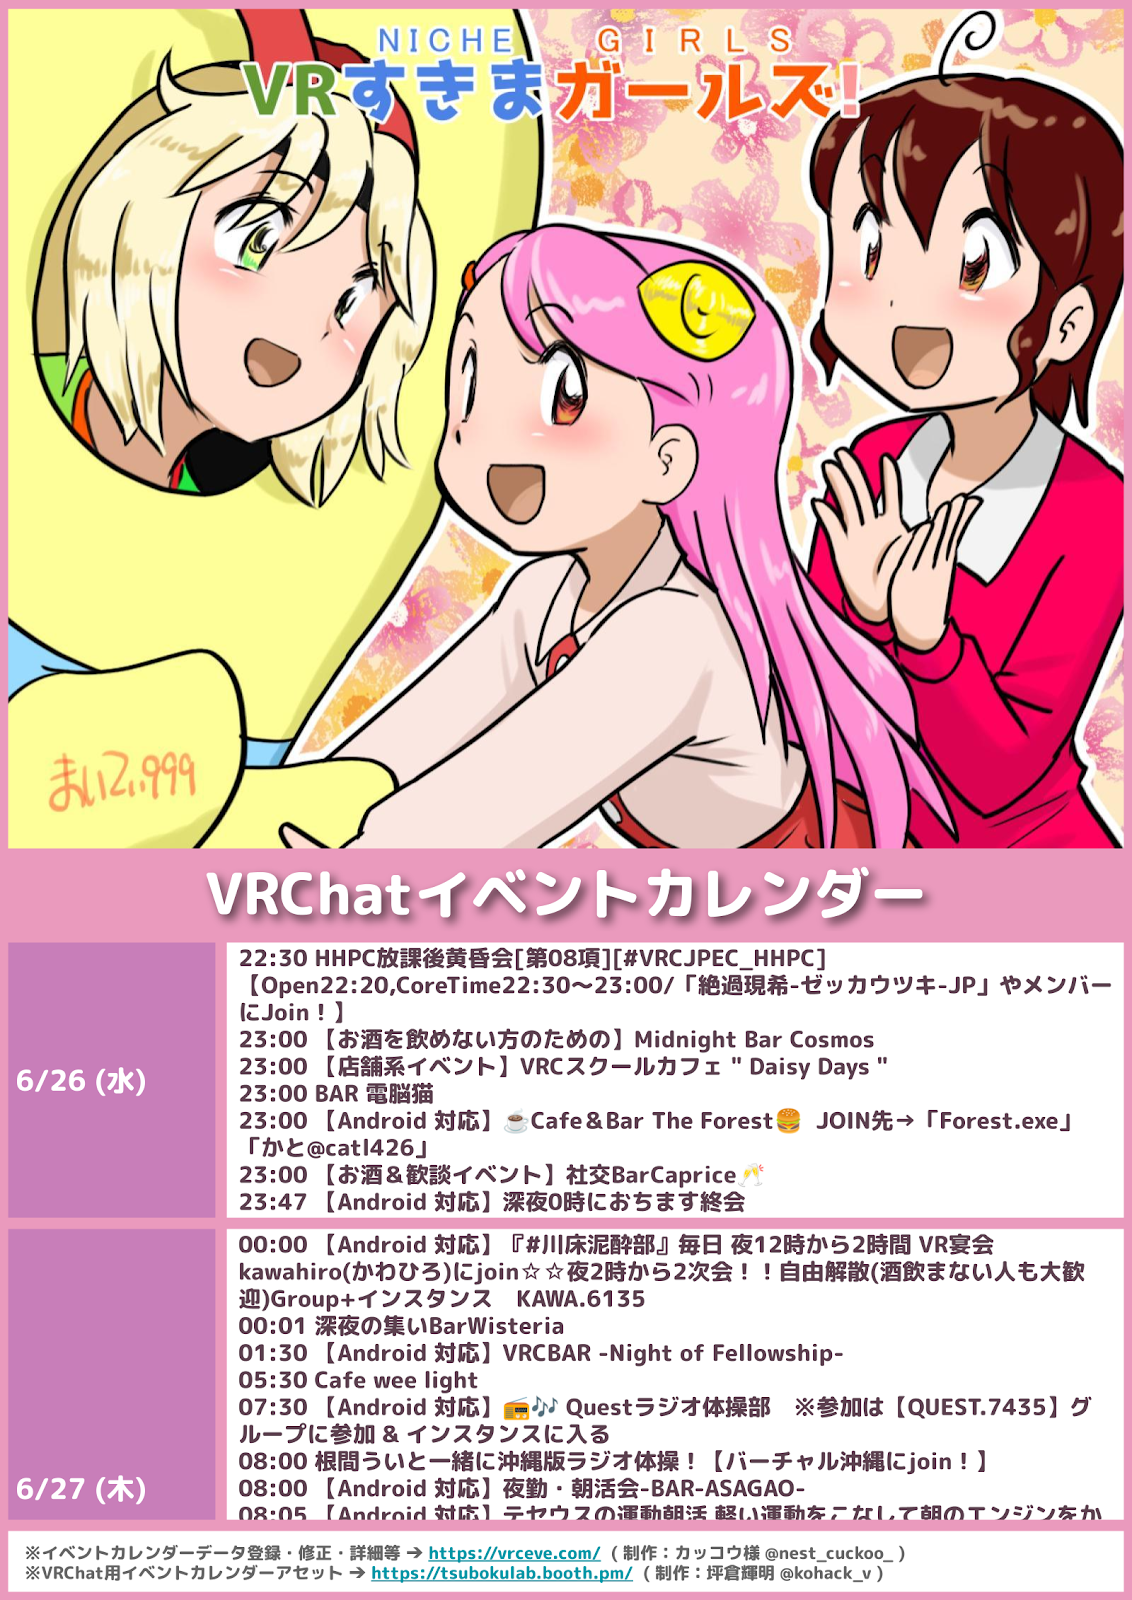 NICHE GIRLS
VRすきまガールズ!
まいてぃ999
VRChatイベントカレンダー
6/26 (水)
22:30 HHPC放課後黄昏会[第08項][#VRCJPEC_HHPC]
【Open22:20,CoreTime22:30～23:00/「絶過現希-ゼッカウツキ-JP」やメンバー
にJoin！】
23:00 【お酒を飲めない方のための】Midnight Bar Cosmos
23:00 【店舗系イベント】VRCスクールカフェ " Daisy Days "
23:00 BAR 電脳猫
23:00 【Android 対応】☕Cafe＆Bar The Forest🍔 JOIN先→「Forest.exe」
「かと@catl426」
23:00 【お酒＆歓談イベント】社交BarCaprice🥂
23:47 【Android 対応】深夜0時におちます終会
6/27 (木)
00:00 【Android 対応】『#川床泥酔部』毎日 夜12時から2時間 VR宴会
kawahiro(かわひろ)にjoin☆☆夜2時から2次会！！自由解散(酒飲まない人も大歓
迎)Group+インスタンス　KAWA.6135
00:01 深夜の集いBarWisteria
01:30 【Android 対応】VRCBAR -Night of Fellowship-
05:30 Cafe wee light
07:30 【Android 対応】📻🎶 Questラジオ体操部　※参加は【QUEST.7435】グ
ループに参加 & インスタンスに入る
08:00 根間ういと一緒に沖縄版ラジオ体操！【バーチャル沖縄にjoin！】
08:00 【Android 対応】夜勤・朝活会-BAR-ASAGAO-
08:05 【Android 対応】テセウスの運動朝活 軽い運動をこなして朝のエンジンをか
※イベントカレンダーデータ登録・修正・詳細等 ➔ https://vrceve.com/ ( 制作：カッコウ様 @nest_cuckoo_ )
※VRChat用イベントカレンダーアセット ➔ https://tsubokulab.booth.pm/ ( 制作：坪倉輝明 @kohack_v )